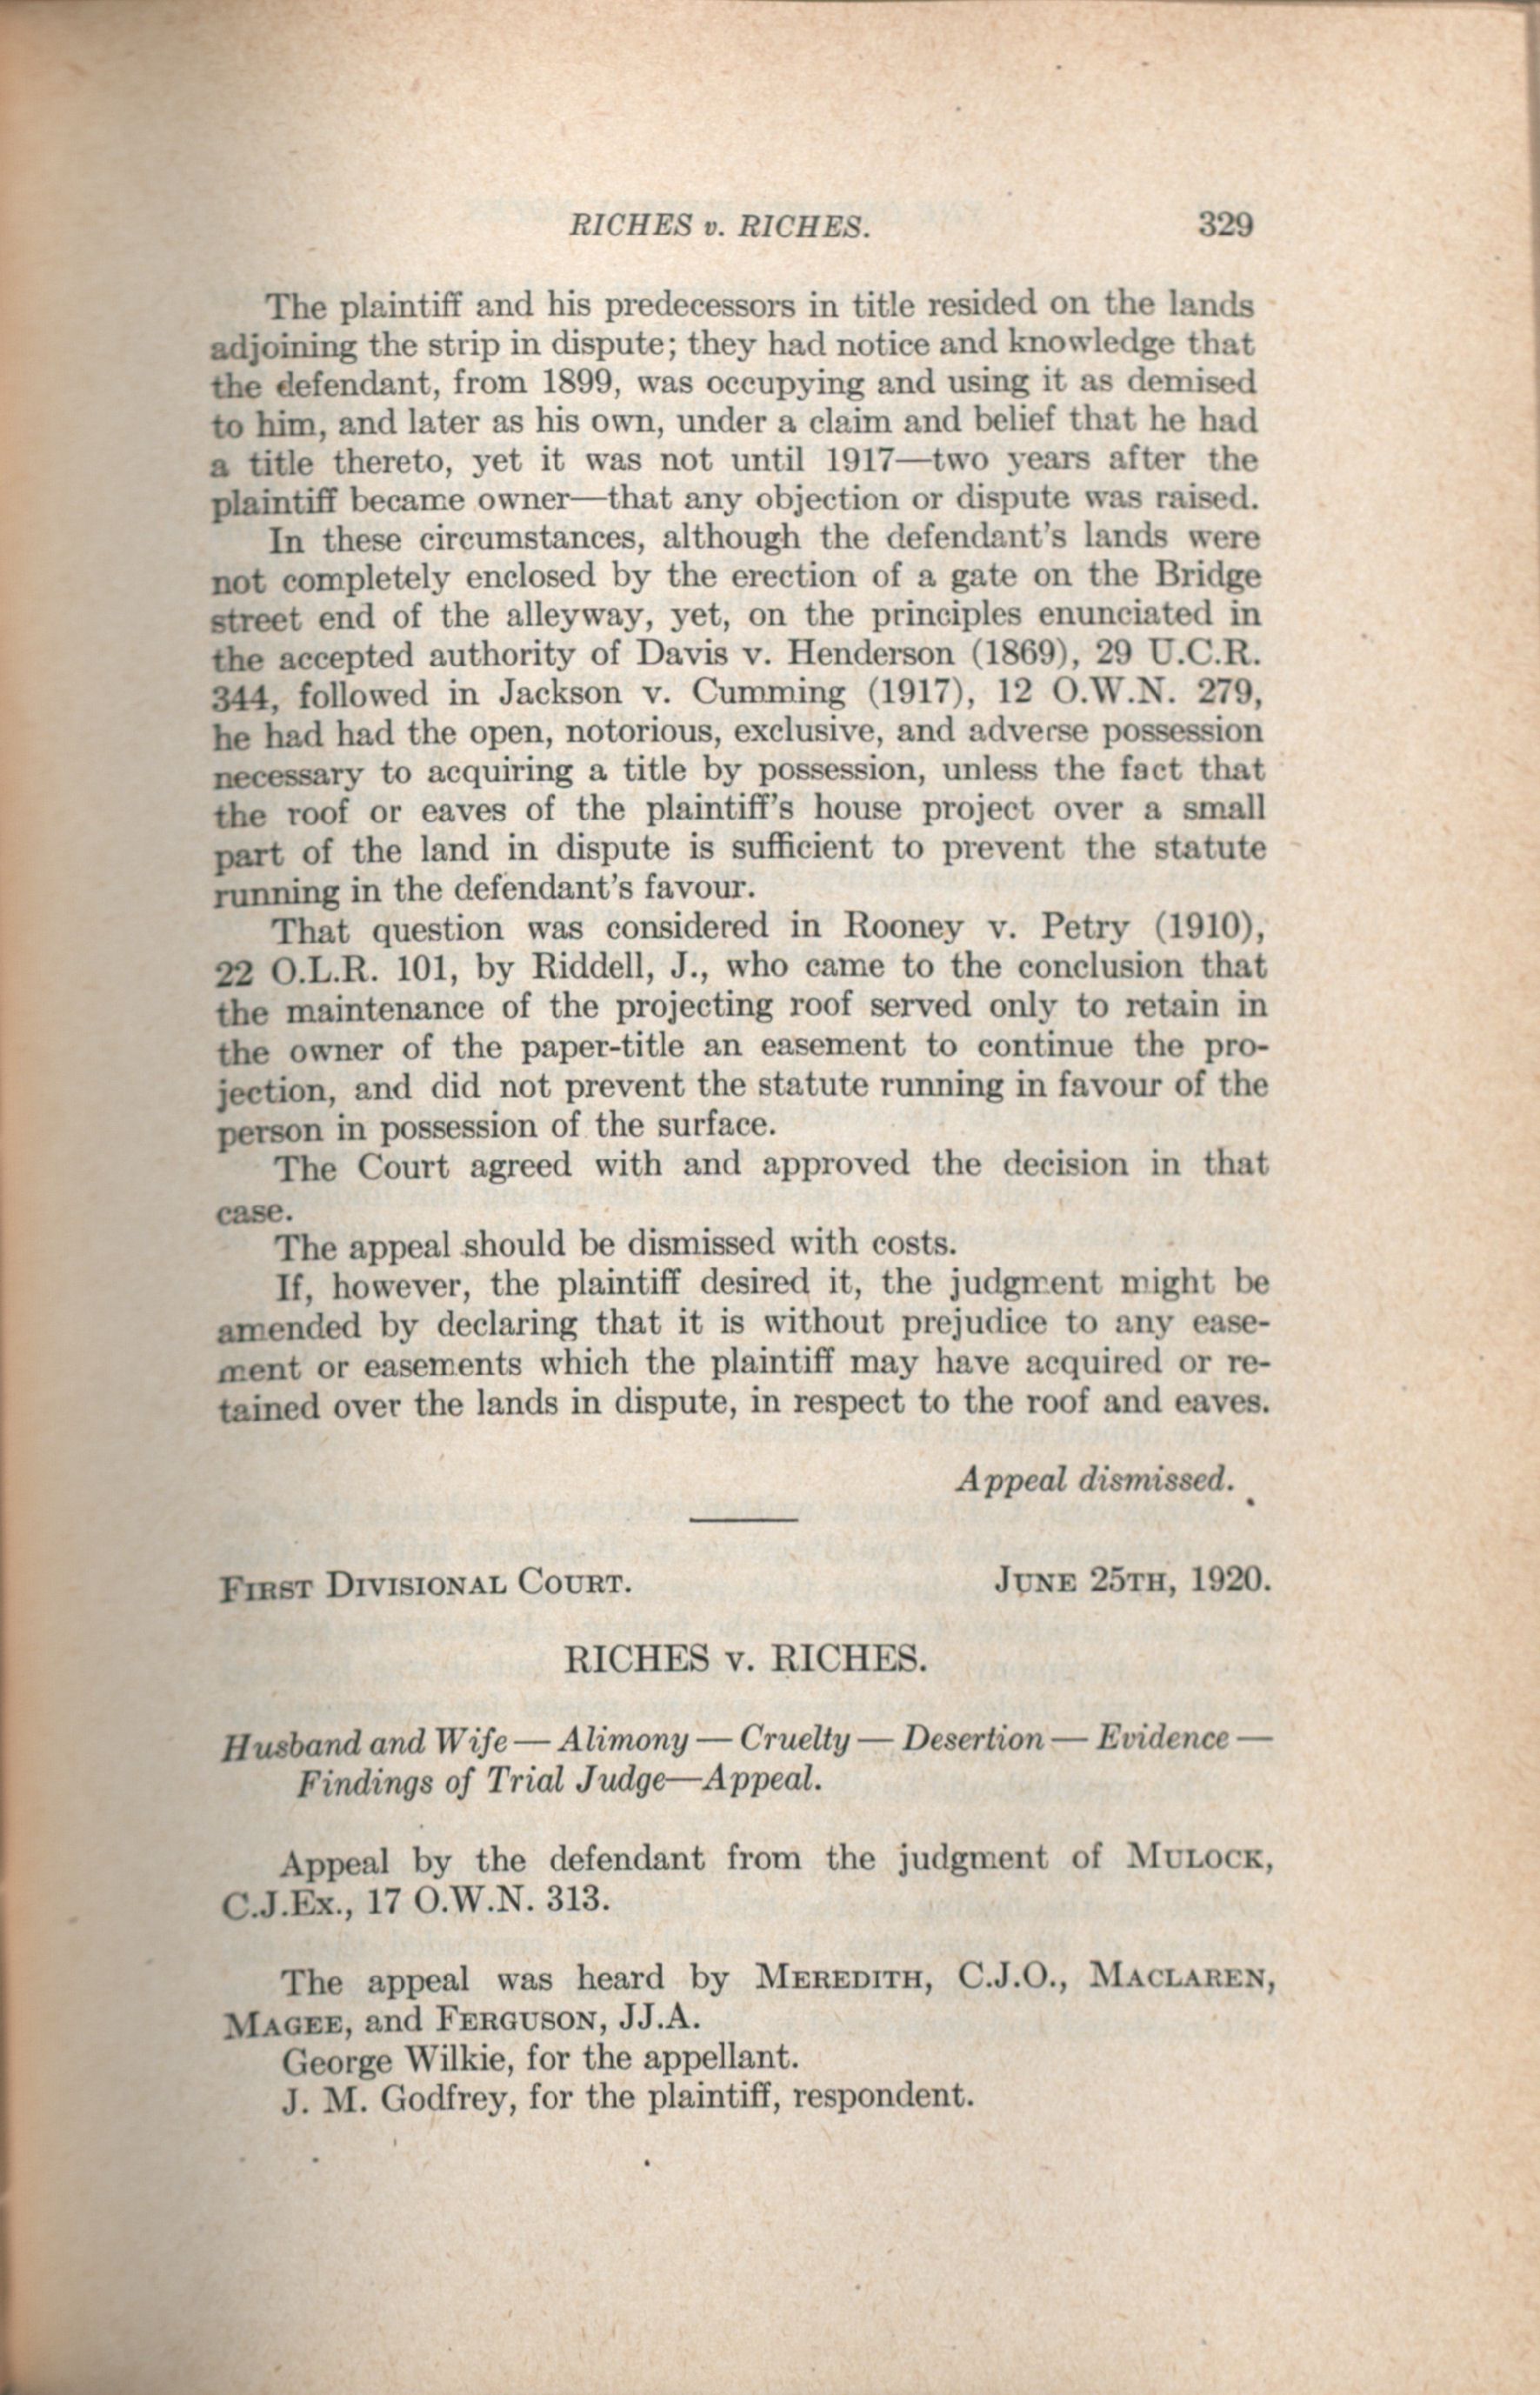 RICHES v. RICHES. 329
The plaintiff and his predecessors in title resided on the lands
adjoining the strip in dispute; they had notice and knowledge that
the defendant, from 1899, was occupying and using it as demised
to him, and later as his own, under a claim and belief that he had
a title thereto, yet it was not until 1917—two years after the
plaintiff became owner—that any objection or dispute was raised.
In these circumstances, although the defendant's lands were
not completely enclosed by the erection of a gate on the Bridge
street end of the alleyway, yet, on the principles enunciated in
the accepted authority of Davis v. Henderson (1869), 29 U.C.R.
344, followed in Jackson v. Cumming (1917), 12 O.W.N. 279,
he had had the open, notorious, exclusive, and adverse possession
necessary to acquiring a title by possession, unless the fact that
the roof or eaves of the plaintiff's house project over a small
part of the land in dispute is sufficient to prevent the statute
running in the defendant's favour.
That question was considered in Rooney v. Petry (1910),
22 O.L.R. 101, by Riddell, J., who came to the conclusion that
the maintenance of the projecting roof served only to retain in
the owner of the paper-title an easement to continue the pro-
jection, and did not prevent the statute running in favour of the
person in possession of the surface.
The Court agreed with and approved the decision in that
case.
The appeal should be dismissed with costs.
If, however, the plaintiff desired it, the judgment might be
amended by declaring that it is without prejudice to any ease-
ment or easements which the plaintiff may have acquired or re-
tained over the lands in dispute, in respect to the roof and eaves.
Appeal dismissed.
FIRST DIVISIONAL COURT. JUNE 25TH, 1920.
RICHES v. RICHES.
Husband and Wife — Alimony — Cruelty — Desertion — Evidence —
Findings of Trial Judge—Appeal.
Appeal by the defendant from the judgment of MULOCK,
C.J.Ex., 17 O.W.N. 313.
The appeal was heard by MEREDITH, C.J.O., MACLAREN,
MAGEE, and FERGUSON, JJ.A.
George Wilkie, for the appellant.
J. M. Godfrey, for the plaintiff, respondent.